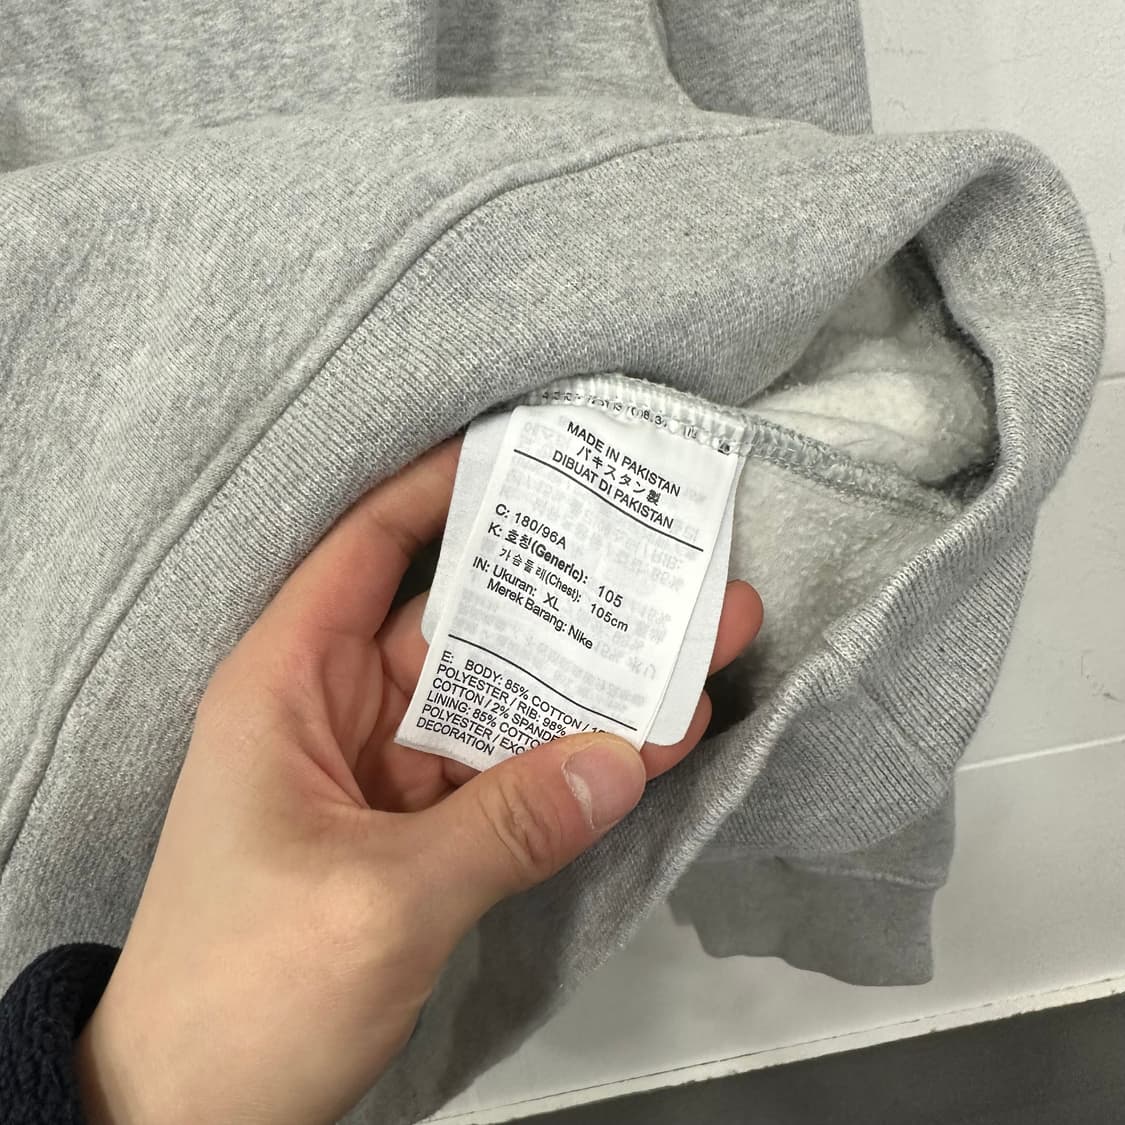 MADE IN PAKISTAN
パキスタン製
DIBUAT DI PAKISTAN
C: 180/96A
K: 호칭(Generic): 105
가슴둘레(Chest): 105cm
IN: Ukuran: XL
Merek Barang: Nike
E: BODY: 85% COTTON /
POLYESTER / RIB: 98%
COTTON / 2% SPANDE
LINING: 85% COTTO
POLYESTER / EXC
DECORATION